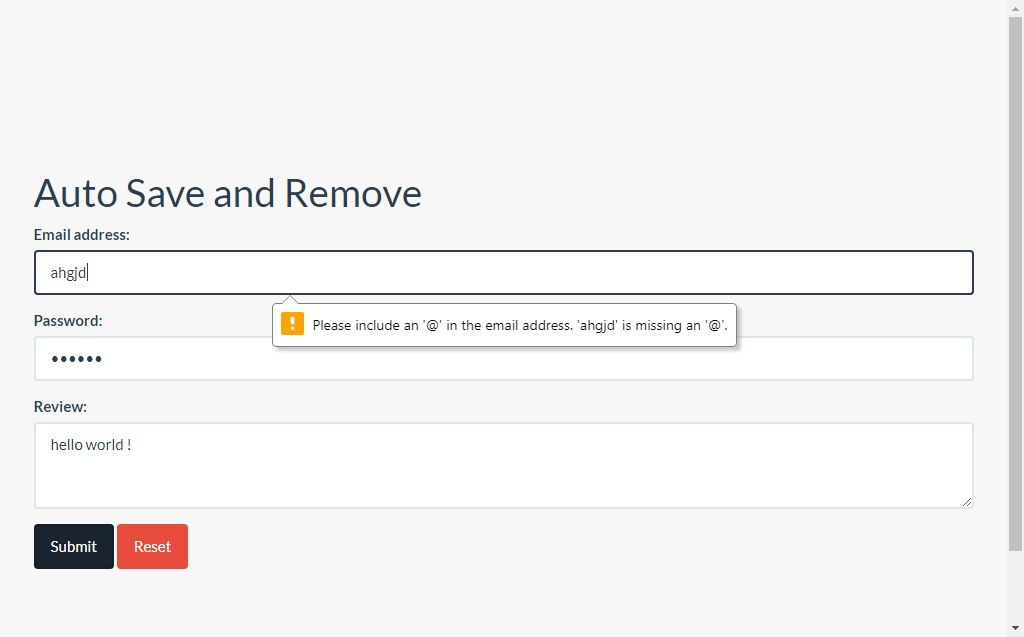 Auto Save and Remove
Email address:
ahgjd
Please include an '@' in the email address. 'ahgjd' is missing an '@'.
Password:
••••••
Review:
hello world !
Submit Reset